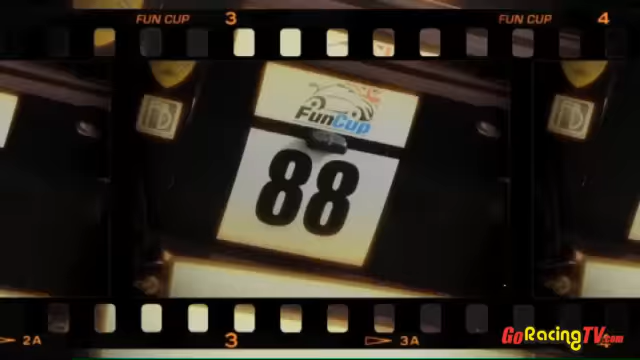 FUN CUP 3 FUN CUP 4
FunCup
88
2A 3 3A
GoRacingTV.com